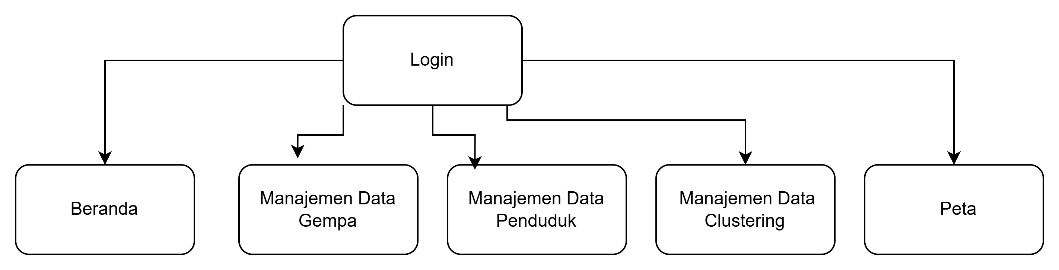 Login
Beranda
Manajemen Data
Gempa
Manajemen Data
Penduduk
Manajemen Data
Clustering
Peta